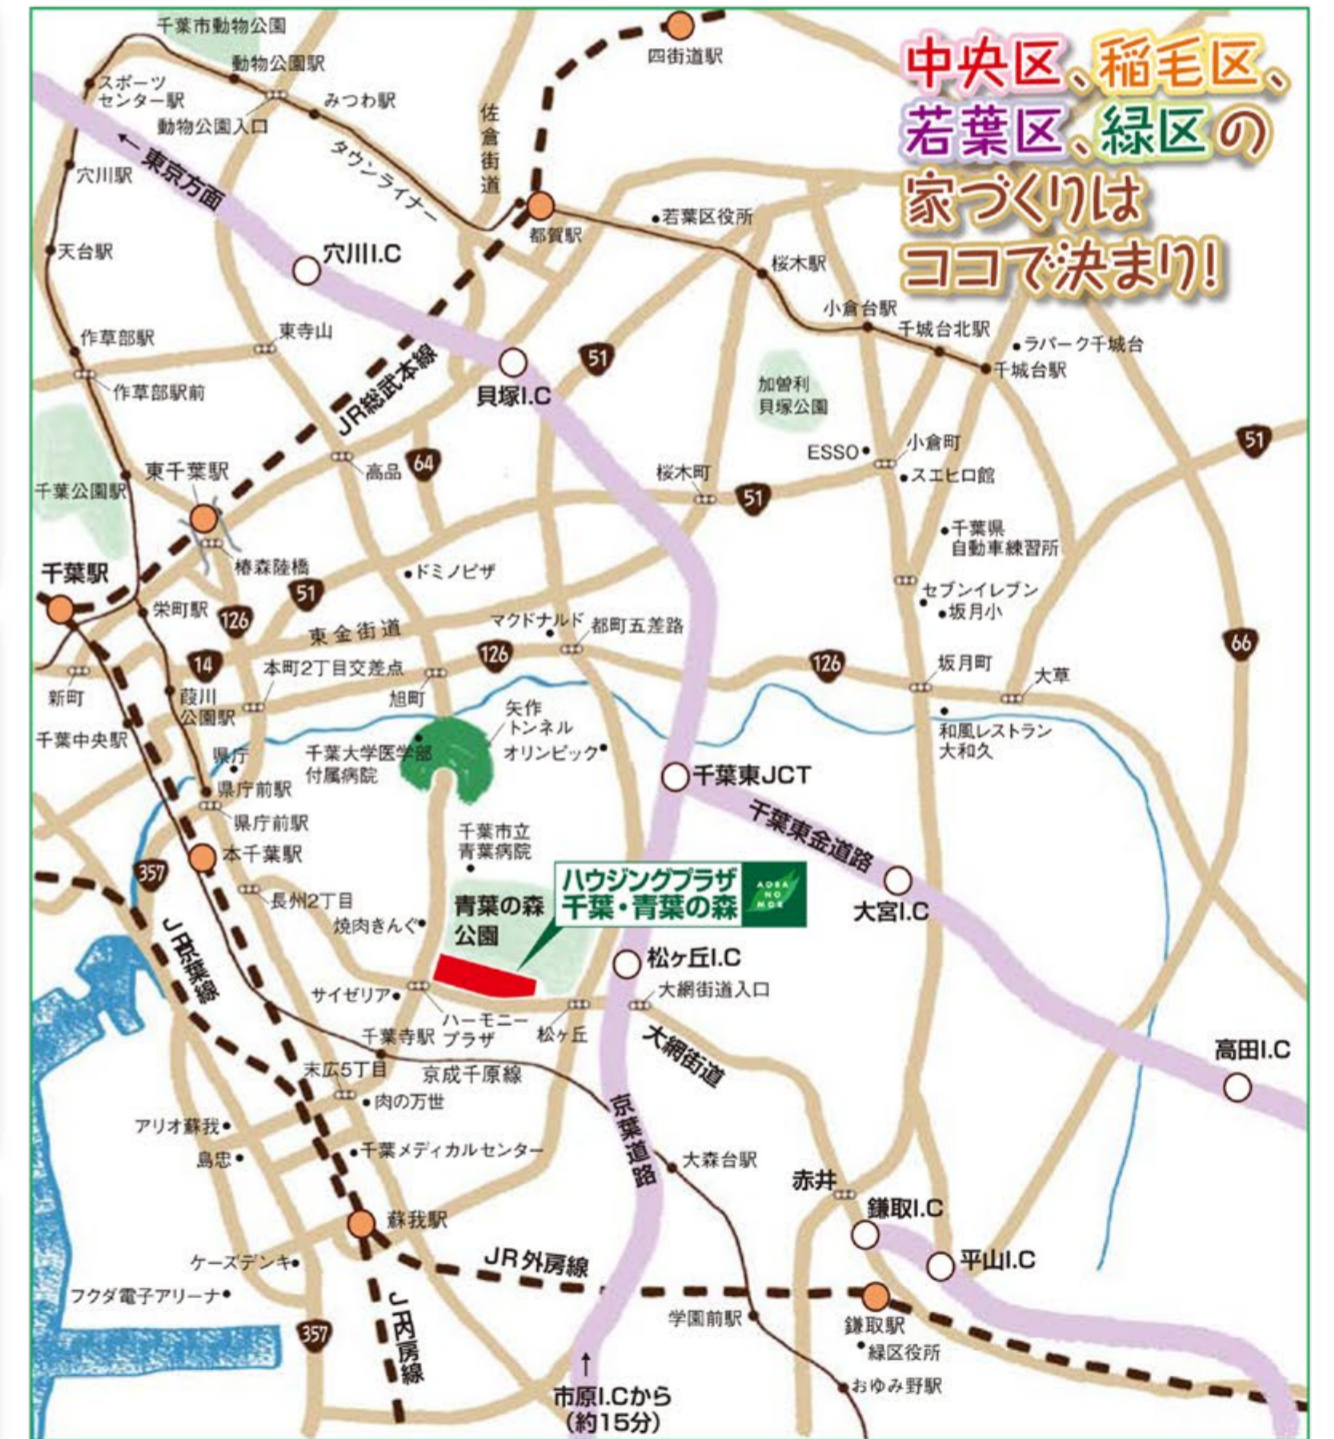 中央区、稲毛区、
若葉区、緑区の
家づくりは
ココで決まり!
千葉市動物公園
四街道駅
動物公園駅
スポーツ
センター駅
みつわ駅
動物公園入口
佐倉街道
タウンライナー
←東京方面
穴川駅
若葉区役所
都賀駅
天台駅
穴川I.C
桜木駅
小倉台駅
千城台北駅
ラパーク千城台
千城台駅
作草部駅
東寺山
作草部駅前
JR総武本線
51
貝塚I.C
加曽利
貝塚公園
ESSO
小倉町
スエヒロ館
51
東千葉駅
高品
64
桜木町
51
千葉公園駅
千葉県
自動車練習所
椿森陸橋
ドミノピザ
千葉駅
栄町駅
126
51
セブンイレブン
坂月小
東金街道
マクドナルド
都町五差路
66
14
本町2丁目交差点
126
126
坂月町
大草
新町
葭川
公園駅
旭町
矢作
トンネル
オリンピック
和風レストラン
大和久
千葉中央駅
県庁
千葉大学医学部
付属病院
県庁前駅
県庁前駅
千葉東JCT
千葉東金道路
千葉市立
青葉病院
本千葉駅
357
ハウジングプラザ
千葉・青葉の森
AOBA
NO
MORI
大宮I.C
長州2丁目
青葉の森
公園
焼肉きんぐ
JR京葉線
松ヶ丘I.C
サイゼリア
大網街道入口
ハーモニー
プラザ
松ヶ丘
大網街道
千葉寺駅
高田I.C
末広5丁目
京成千原線
肉の万世
京葉道路
アリオ蘇我
島忠
千葉メディカルセンター
大森台駅
赤井
鎌取I.C
蘇我駅
JR外房線
平山I.C
ケーズデンキ
フクダ電子アリーナ
JR内房線
357
学園前駅
鎌取駅
緑区役所
おゆみ野駅
↑
市原I.Cから
(約15分)